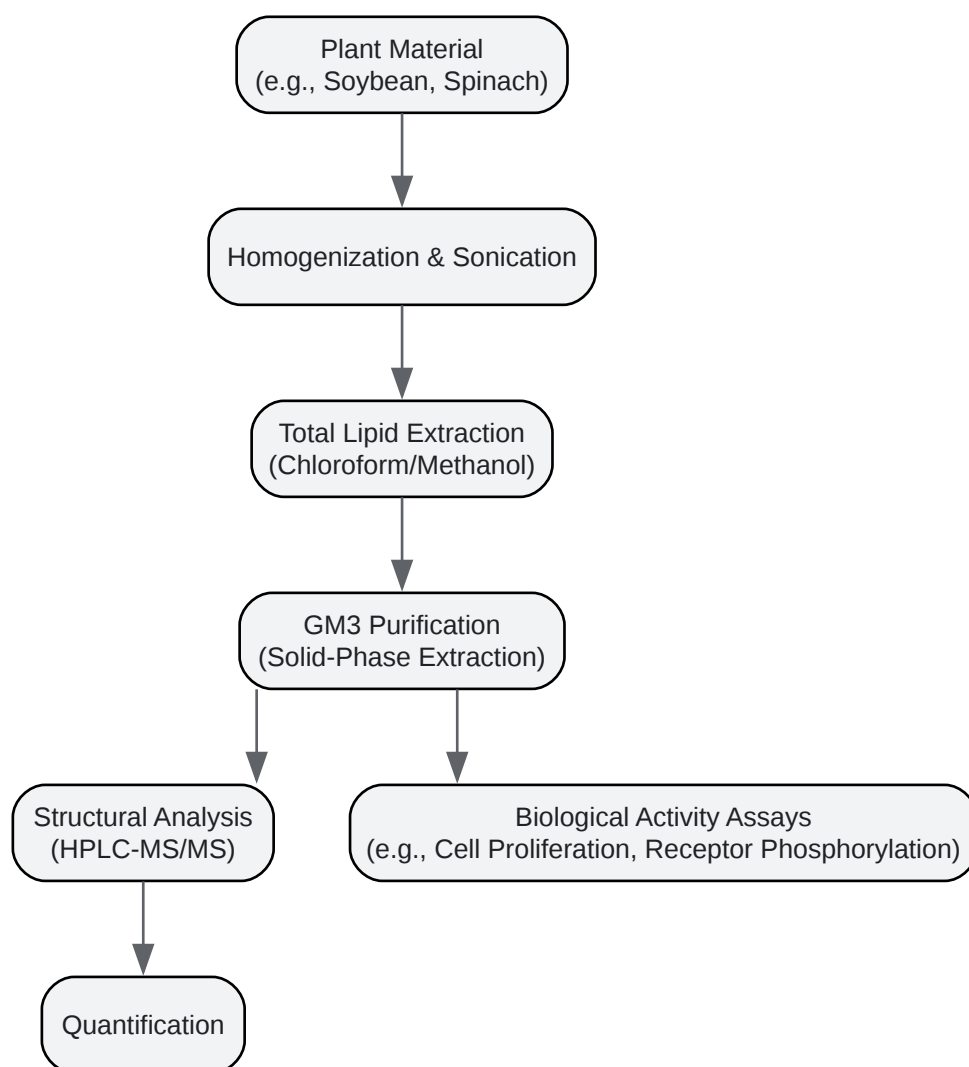 Plant Material
(e.g., Soybean, Spinach)
Homogenization & Sonication
Total Lipid Extraction
(Chloroform/Methanol)
GM3 Purification
(Solid-Phase Extraction)
Structural Analysis
(HPLC-MS/MS)
Biological Activity Assays
(e.g., Cell Proliferation, Receptor Phosphorylation)
Quantification